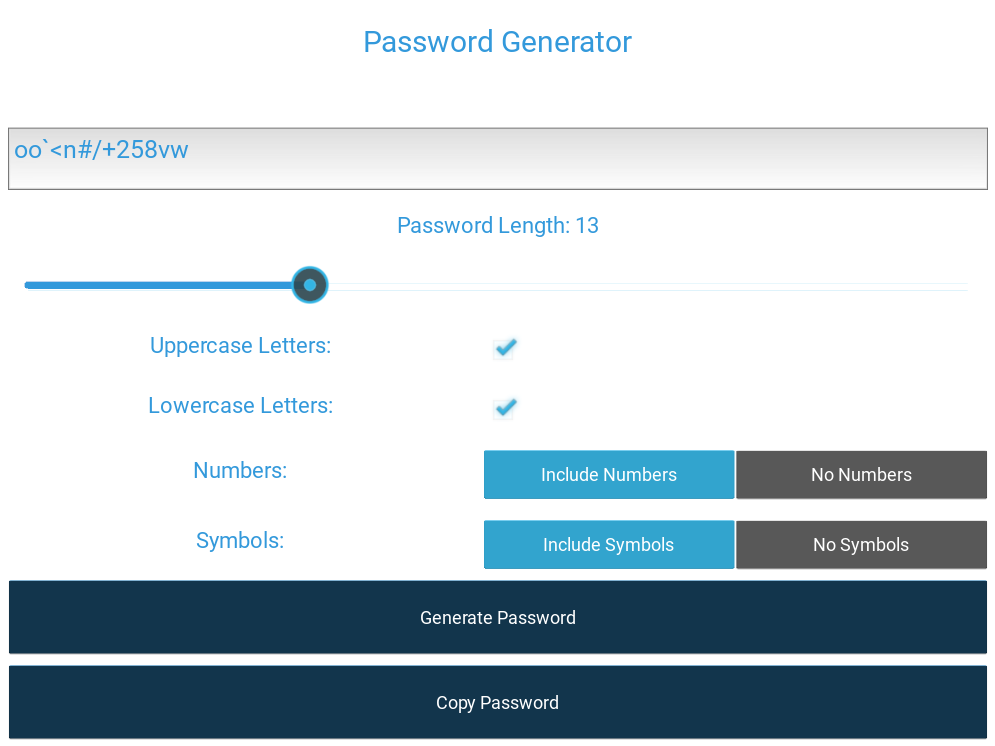 Password Generator
oo`<n#/+258vw
Password Length: 13
Uppercase Letters:
Lowercase Letters:
Numbers: Include Numbers No Numbers
Symbols: Include Symbols No Symbols
Generate Password
Copy Password